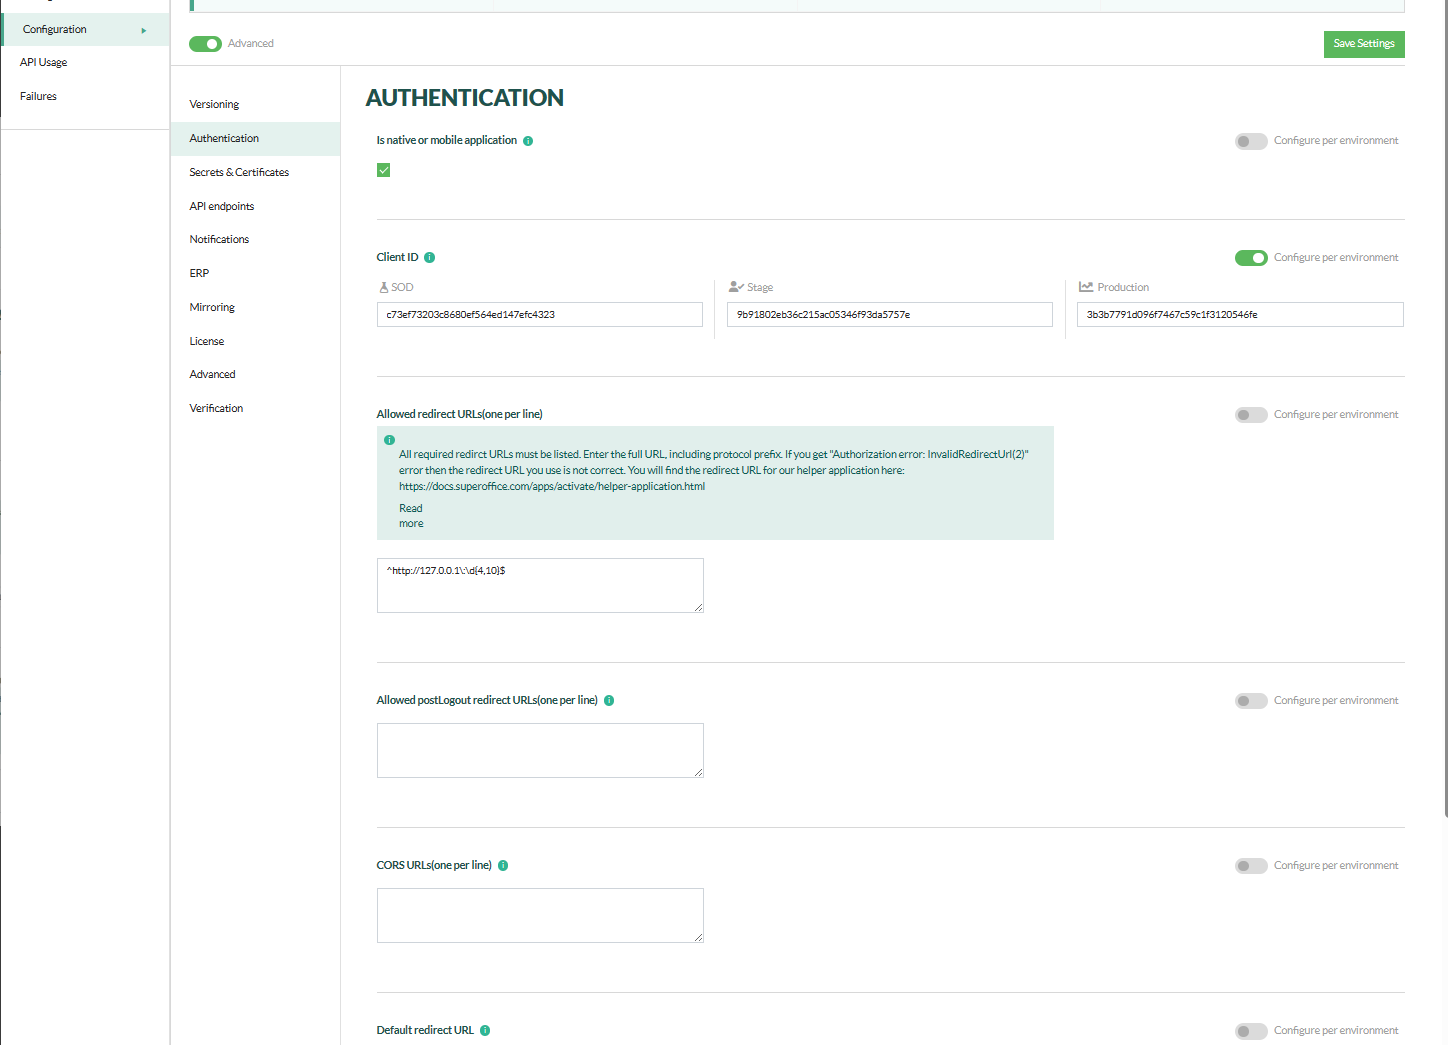 Configuration
API Usage
Failures
Advanced
Save Settings
Versioning
Authentication
Secrets & Certificates
API endpoints
Notifications
ERP
Mirroring
License
Advanced
Verification
AUTHENTICATION
Is native or mobile application
Configure per environment
Client ID
Configure per environment
SOD
Stage
Production
c73ef73203c8680ef564ed147efc4323
9b91802eb36c215ac05346f93da5757e
3b3b7791d096f7467c59c1f3120546fe
Allowed redirect URLs(one per line)
Configure per environment
All required redirct URLs must be listed. Enter the full URL, including protocol prefix. If you get "Authorization error: InvalidRedirectUrl(2)"
error then the redirect URL you use is not correct. You will find the redirect URL for our helper application here:
https://docs.superoffice.com/apps/activate/helper-application.html
Read
more
^http://127.0.0.1\:\d{4,10}$
Allowed postLogout redirect URLs(one per line)
Configure per environment
CORS URLs(one per line)
Configure per environment
Default redirect URL
Configure per environment